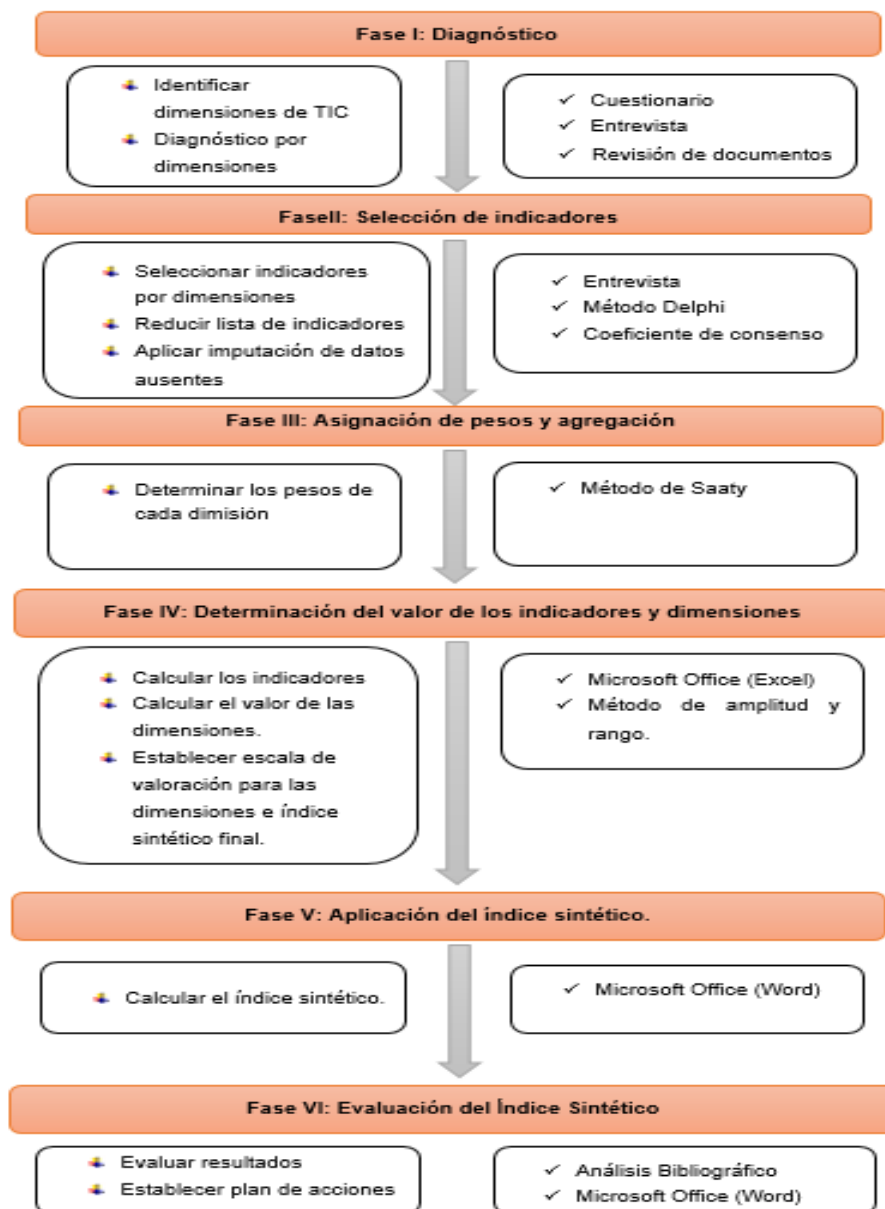 Fase I: Diagnóstico
Identificar
dimensiones de TIC
Diagnóstico por
dimensiones
Cuestionario
Entrevista
Revisión de documentos
FaseII: Selección de indicadores
Seleccionar indicadores
por dimensiones
Reducir lista de indicadores
Aplicar imputación de datos
ausentes
Entrevista
Método Delphi
Coeficiente de consenso
Fase III: Asignación de pesos y agregación
Determinar los pesos de
cada dimisión
Método de Saaty
Fase IV: Determinación del valor de los indicadores y dimensiones
Calcular los indicadores
Calcular el valor de las
dimensiones.
Establecer escala de
valoración para las
dimensiones e índice
sintético final.
Microsoft Office (Excel)
Método de amplitud y
rango.
Fase V: Aplicación del índice sintético.
Calcular el índice sintético.
Microsoft Office (Word)
Fase VI: Evaluación del Índice Sintético
Evaluar resultados
Establecer plan de acciones
Análisis Bibliográfico
Microsoft Office (Word)